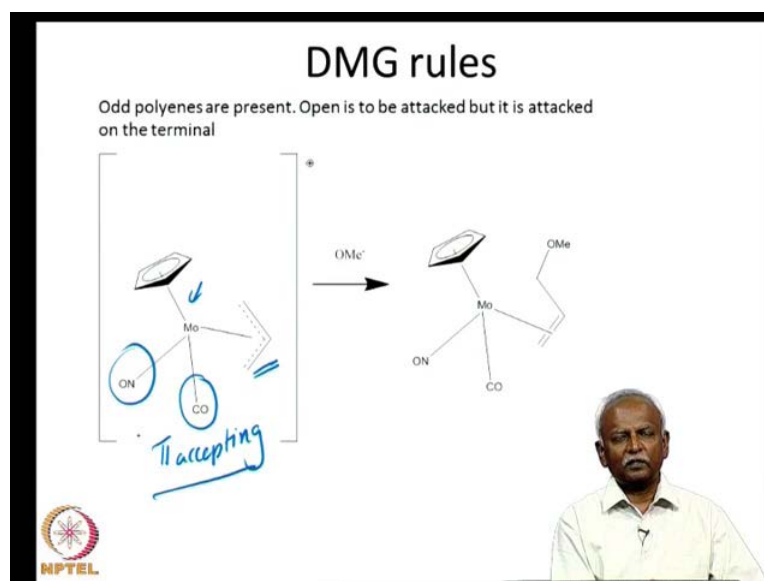 DMG rules
Odd polyenes are present. Open is to be attacked but it is attacked
on the terminal
⊕
OMe
OMe-
Mo
Mo
ON
CO
ON
CO
Π accepting
NPTEL